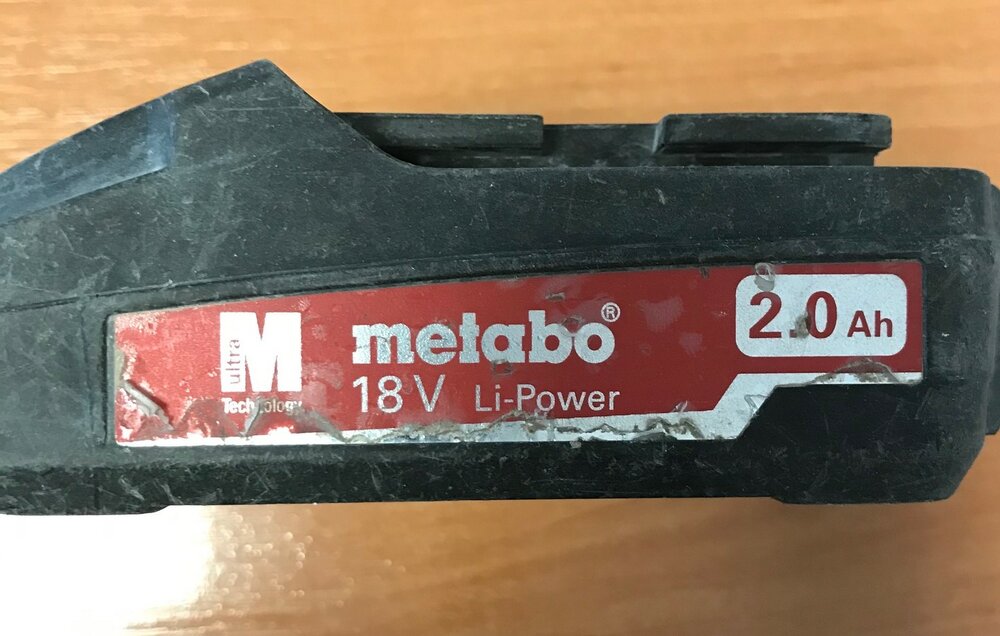 ultra M
Technology
metabo®
18 V Li-Power
2.0 Ah